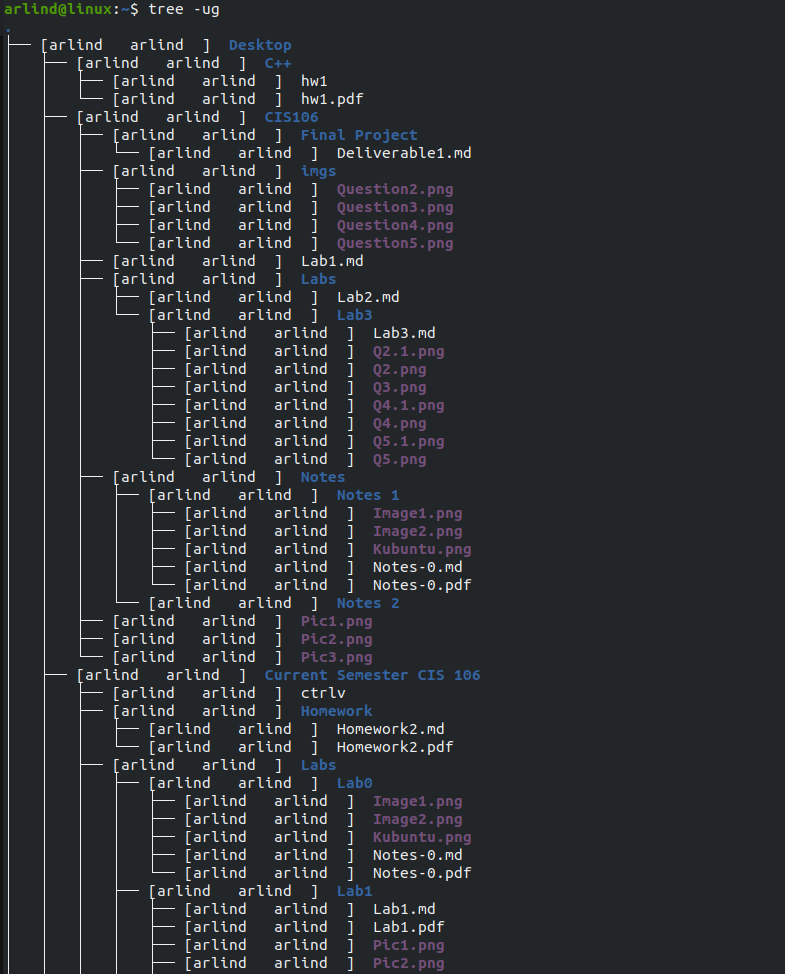 arlind@linux:~$ tree -ug
.
├── [arlind   arlind  ]  Desktop
│   ├── [arlind   arlind  ]  C++
│   │   ├── [arlind   arlind  ]  hw1
│   │   └── [arlind   arlind  ]  hw1.pdf
│   ├── [arlind   arlind  ]  CIS106
│   │   ├── [arlind   arlind  ]  Final Project
│   │   │   └── [arlind   arlind  ]  Deliverable1.md
│   │   ├── [arlind   arlind  ]  imgs
│   │   │   ├── [arlind   arlind  ]  Question2.png
│   │   │   ├── [arlind   arlind  ]  Question3.png
│   │   │   ├── [arlind   arlind  ]  Question4.png
│   │   │   └── [arlind   arlind  ]  Question5.png
│   │   ├── [arlind   arlind  ]  Lab1.md
│   │   ├── [arlind   arlind  ]  Labs
│   │   │   ├── [arlind   arlind  ]  Lab2.md
│   │   │   └── [arlind   arlind  ]  Lab3
│   │   │       ├── [arlind   arlind  ]  Lab3.md
│   │   │       ├── [arlind   arlind  ]  Q2.1.png
│   │   │       ├── [arlind   arlind  ]  Q2.png
│   │   │       ├── [arlind   arlind  ]  Q3.png
│   │   │       ├── [arlind   arlind  ]  Q4.1.png
│   │   │       ├── [arlind   arlind  ]  Q4.png
│   │   │       ├── [arlind   arlind  ]  Q5.1.png
│   │   │       └── [arlind   arlind  ]  Q5.png
│   │   ├── [arlind   arlind  ]  Notes
│   │   │   ├── [arlind   arlind  ]  Notes 1
│   │   │   │   ├── [arlind   arlind  ]  Image1.png
│   │   │   │   ├── [arlind   arlind  ]  Image2.png
│   │   │   │   ├── [arlind   arlind  ]  Kubuntu.png
│   │   │   │   ├── [arlind   arlind  ]  Notes-0.md
│   │   │   │   └── [arlind   arlind  ]  Notes-0.pdf
│   │   │   └── [arlind   arlind  ]  Notes 2
│   │   ├── [arlind   arlind  ]  Pic1.png
│   │   ├── [arlind   arlind  ]  Pic2.png
│   │   └── [arlind   arlind  ]  Pic3.png
│   ├── [arlind   arlind  ]  Current Semester CIS 106
│   │   ├── [arlind   arlind  ]  ctrlv
│   │   ├── [arlind   arlind  ]  Homework
│   │   │   ├── [arlind   arlind  ]  Homework2.md
│   │   │   └── [arlind   arlind  ]  Homework2.pdf
│   │   ├── [arlind   arlind  ]  Labs
│   │   │   ├── [arlind   arlind  ]  Lab0
│   │   │   │   ├── [arlind   arlind  ]  Image1.png
│   │   │   │   ├── [arlind   arlind  ]  Image2.png
│   │   │   │   ├── [arlind   arlind  ]  Kubuntu.png
│   │   │   │   ├── [arlind   arlind  ]  Notes-0.md
│   │   │   │   └── [arlind   arlind  ]  Notes-0.pdf
│   │   │   ├── [arlind   arlind  ]  Lab1
│   │   │   │   ├── [arlind   arlind  ]  Lab1.md
│   │   │   │   ├── [arlind   arlind  ]  Lab1.pdf
│   │   │   │   ├── [arlind   arlind  ]  Pic1.png
│   │   │   │   ├── [arlind   arlind  ]  Pic2.png